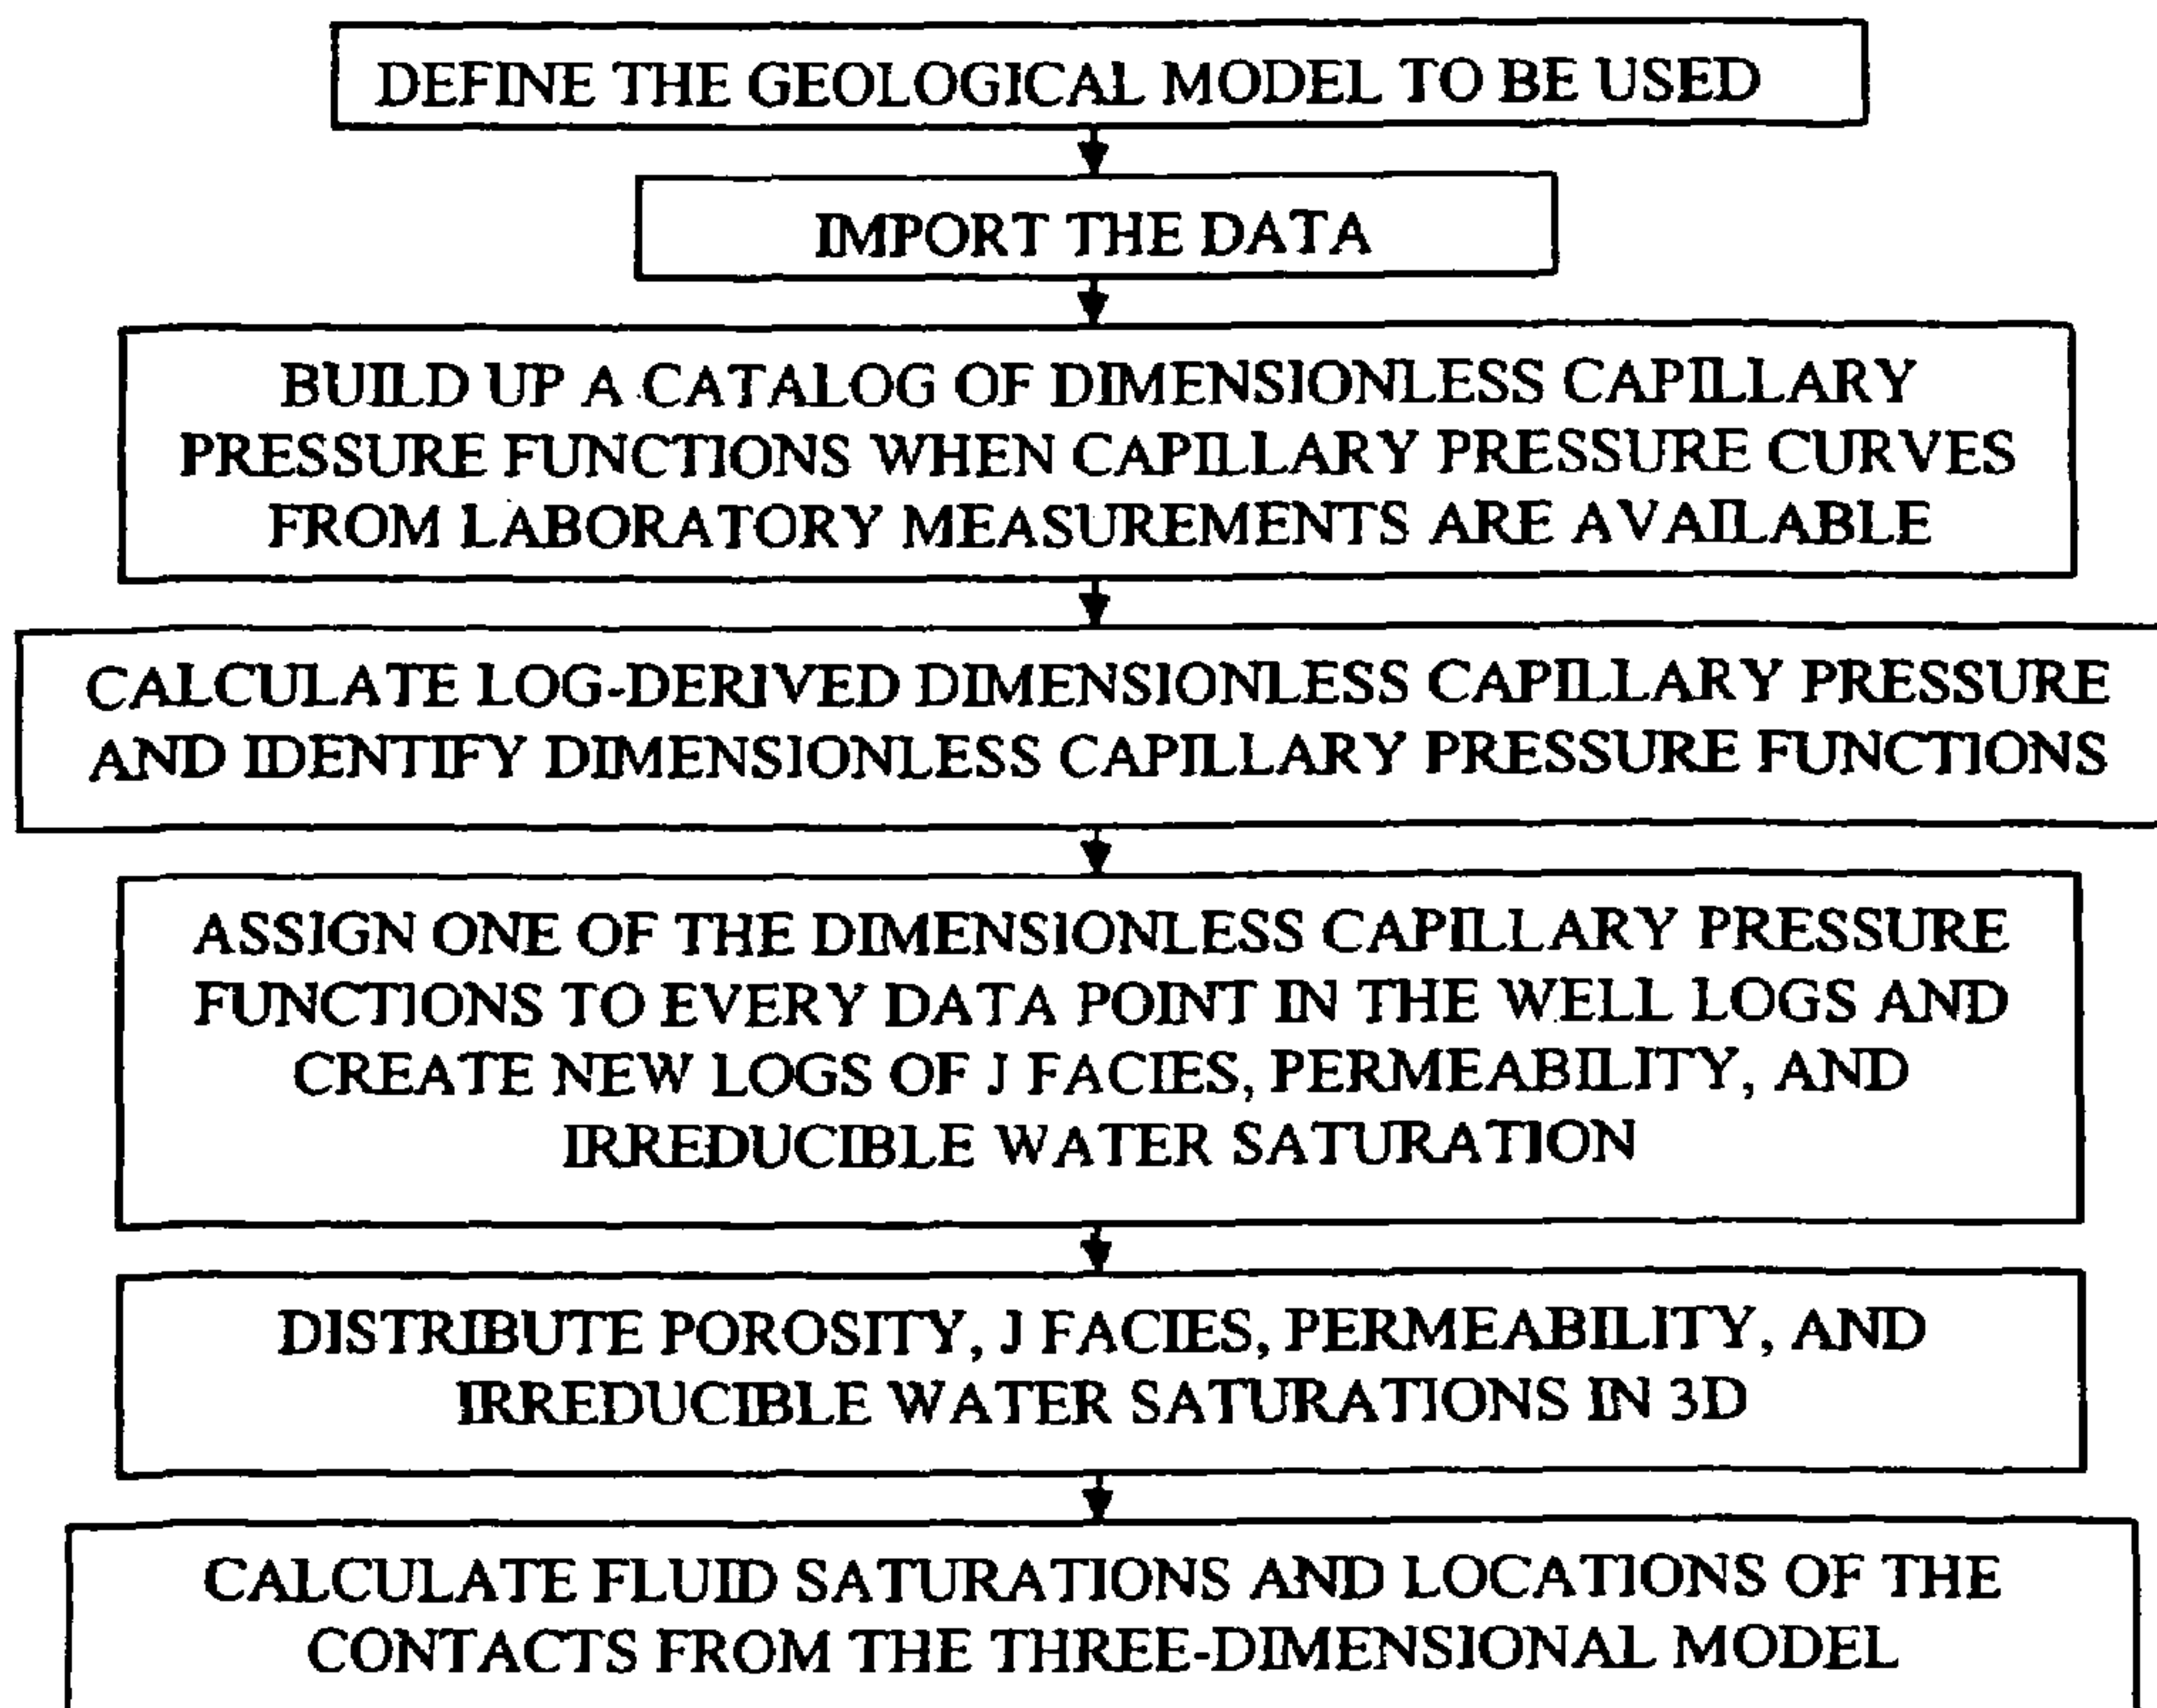 DEFINE THE GEOLOGICAL MODEL TO BE USED
IMPORT THE DATA
BUILD UP A CATALOG OF DIMENSIONLESS CAPILLARY
PRESSURE FUNCTIONS WHEN CAPILLARY PRESSURE CURVES
FROM LABORATORY MEASUREMENTS ARE AVAILABLE
CALCULATE LOG-DERIVED DIMENSIONLESS CAPILLARY PRESSURE
AND IDENTIFY DIMENSIONLESS CAPILLARY PRESSURE FUNCTIONS
ASSIGN ONE OF THE DIMENSIONLESS CAPILLARY PRESSURE
FUNCTIONS TO EVERY DATA POINT IN THE WELL LOGS AND
CREATE NEW LOGS OF J FACIES, PERMEABILITY, AND
IRREDUCIBLE WATER SATURATION
DISTRIBUTE POROSITY, J FACIES, PERMEABILITY, AND
IRREDUCIBLE WATER SATURATIONS IN 3D
CALCULATE FLUID SATURATIONS AND LOCATIONS OF THE
CONTACTS FROM THE THREE-DIMENSIONAL MODEL